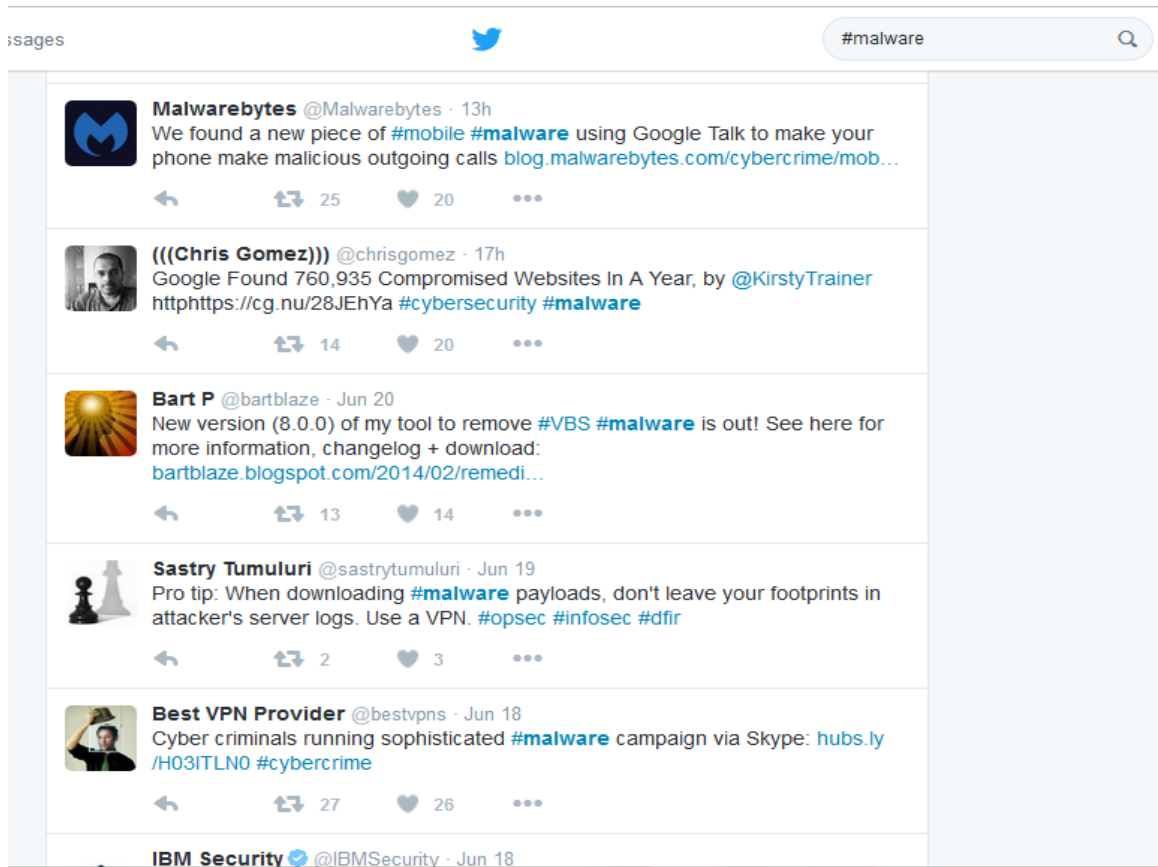 ssages
#malware
Malwarebytes @Malwarebytes · 13h
We found a new piece of #mobile #malware using Google Talk to make your
phone make malicious outgoing calls blog.malwarebytes.com/cybercrime/mob…
25 20
(((Chris Gomez))) @chrisgomez · 17h
Google Found 760,935 Compromised Websites In A Year, by @KirstyTrainer
httphttps://cg.nu/28JEhYa #cybersecurity #malware
14 20
Bart P @bartblaze · Jun 20
New version (8.0.0) of my tool to remove #VBS #malware is out! See here for
more information, changelog + download:
bartblaze.blogspot.com/2014/02/remedi…
13 14
Sastry Tumuluri @sastrytumuluri · Jun 19
Pro tip: When downloading #malware payloads, don't leave your footprints in
attacker's server logs. Use a VPN. #opsec #infosec #dfir
2 3
Best VPN Provider @bestvpns · Jun 18
Cyber criminals running sophisticated #malware campaign via Skype: hubs.ly
/H03ITLN0 #cybercrime
27 26
IBM Security @IBMSecurity · Jun 18